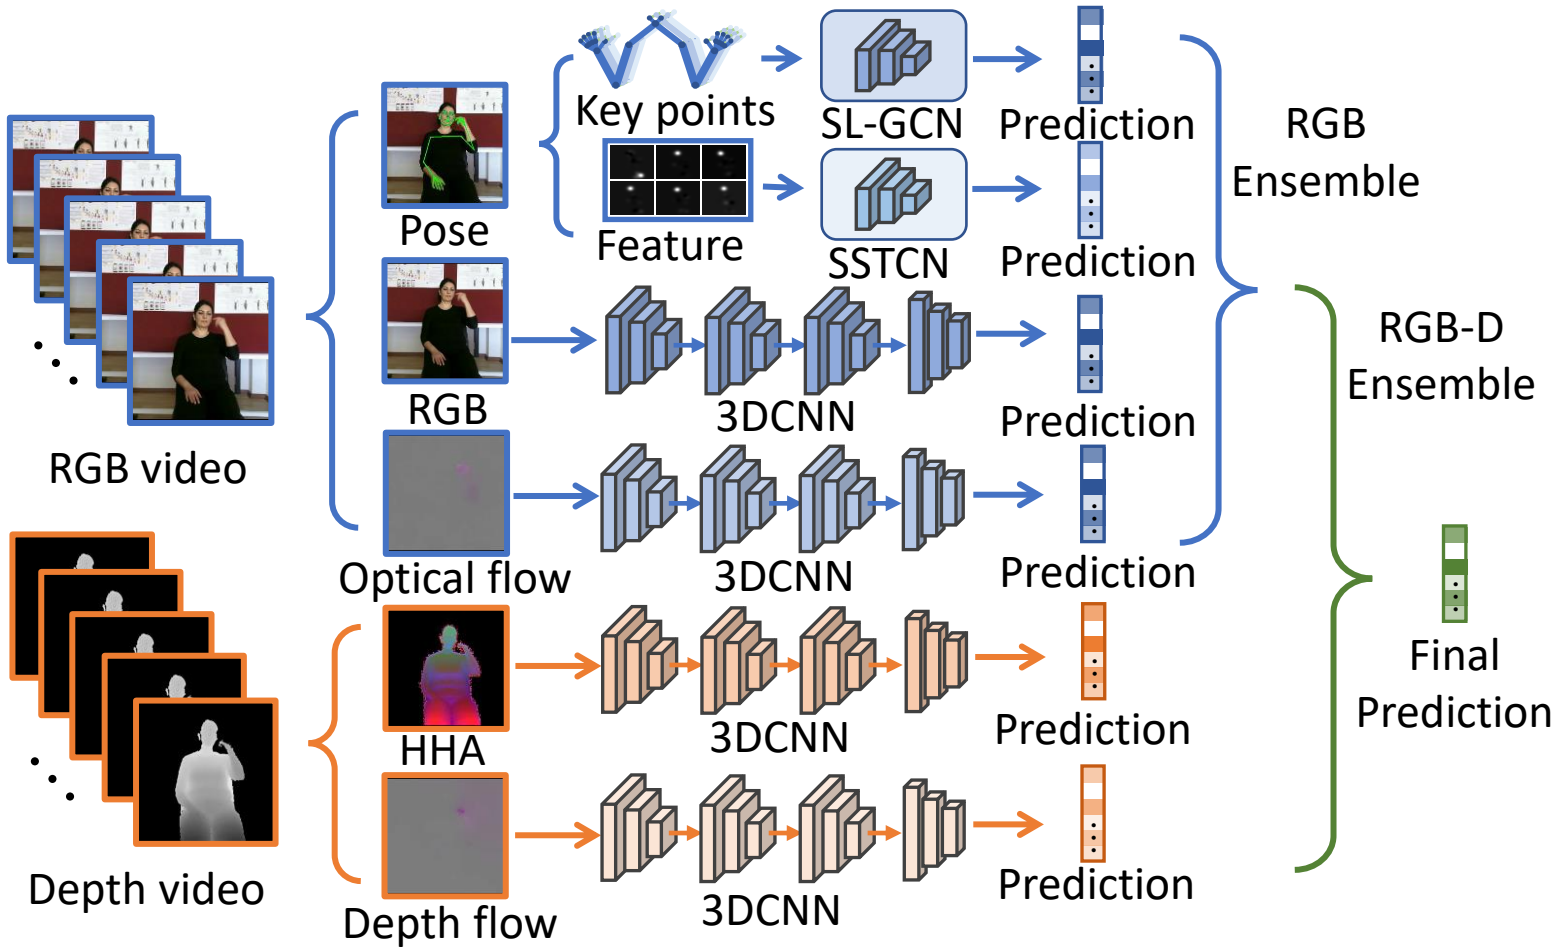 Key points
SL-GCN
Prediction
RGB
Ensemble
Pose
Feature
SSTCN
Prediction
RGB
3DCNN
Prediction
RGB-D
Ensemble
RGB video
Optical flow
3DCNN
Prediction
HHA
3DCNN
Prediction
Final
Prediction
Depth video
Depth flow
3DCNN
Prediction